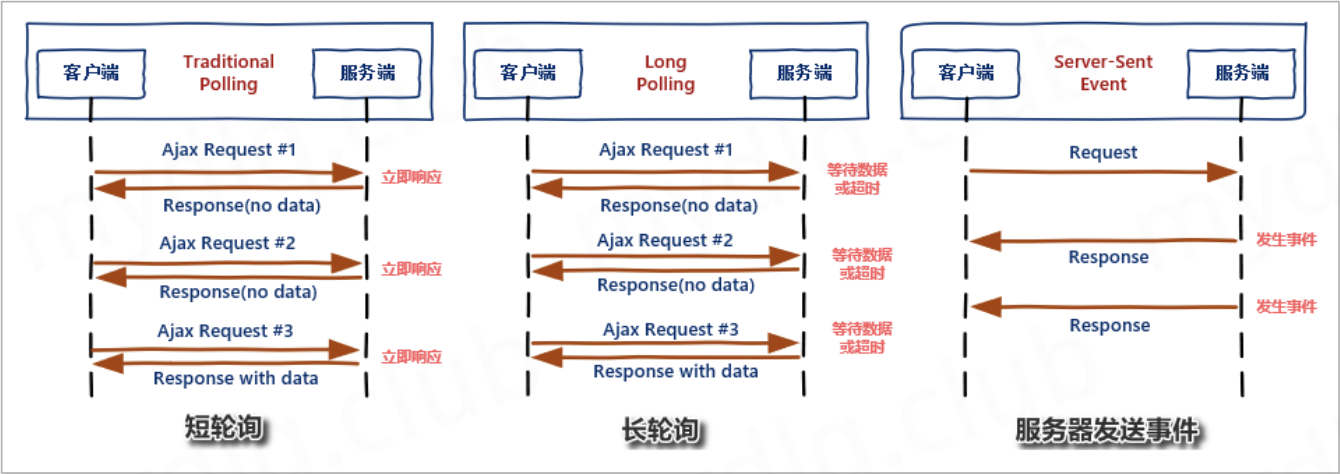 客户端
Traditional
Polling
服务端
Ajax Request #1
立即响应
Response(no data)
Ajax Request #2
立即响应
Response(no data)
Ajax Request #3
立即响应
Response with data
短轮询
客户端
Long
Polling
服务端
Ajax Request #1
等待数据
或超时
Response(no data)
Ajax Request #2
等待数据
或超时
Response(no data)
Ajax Request #3
等待数据
或超时
Response with data
长轮询
客户端
Server-Sent
Event
服务端
Request
发生事件
Response
发生事件
Response
服务器发送事件